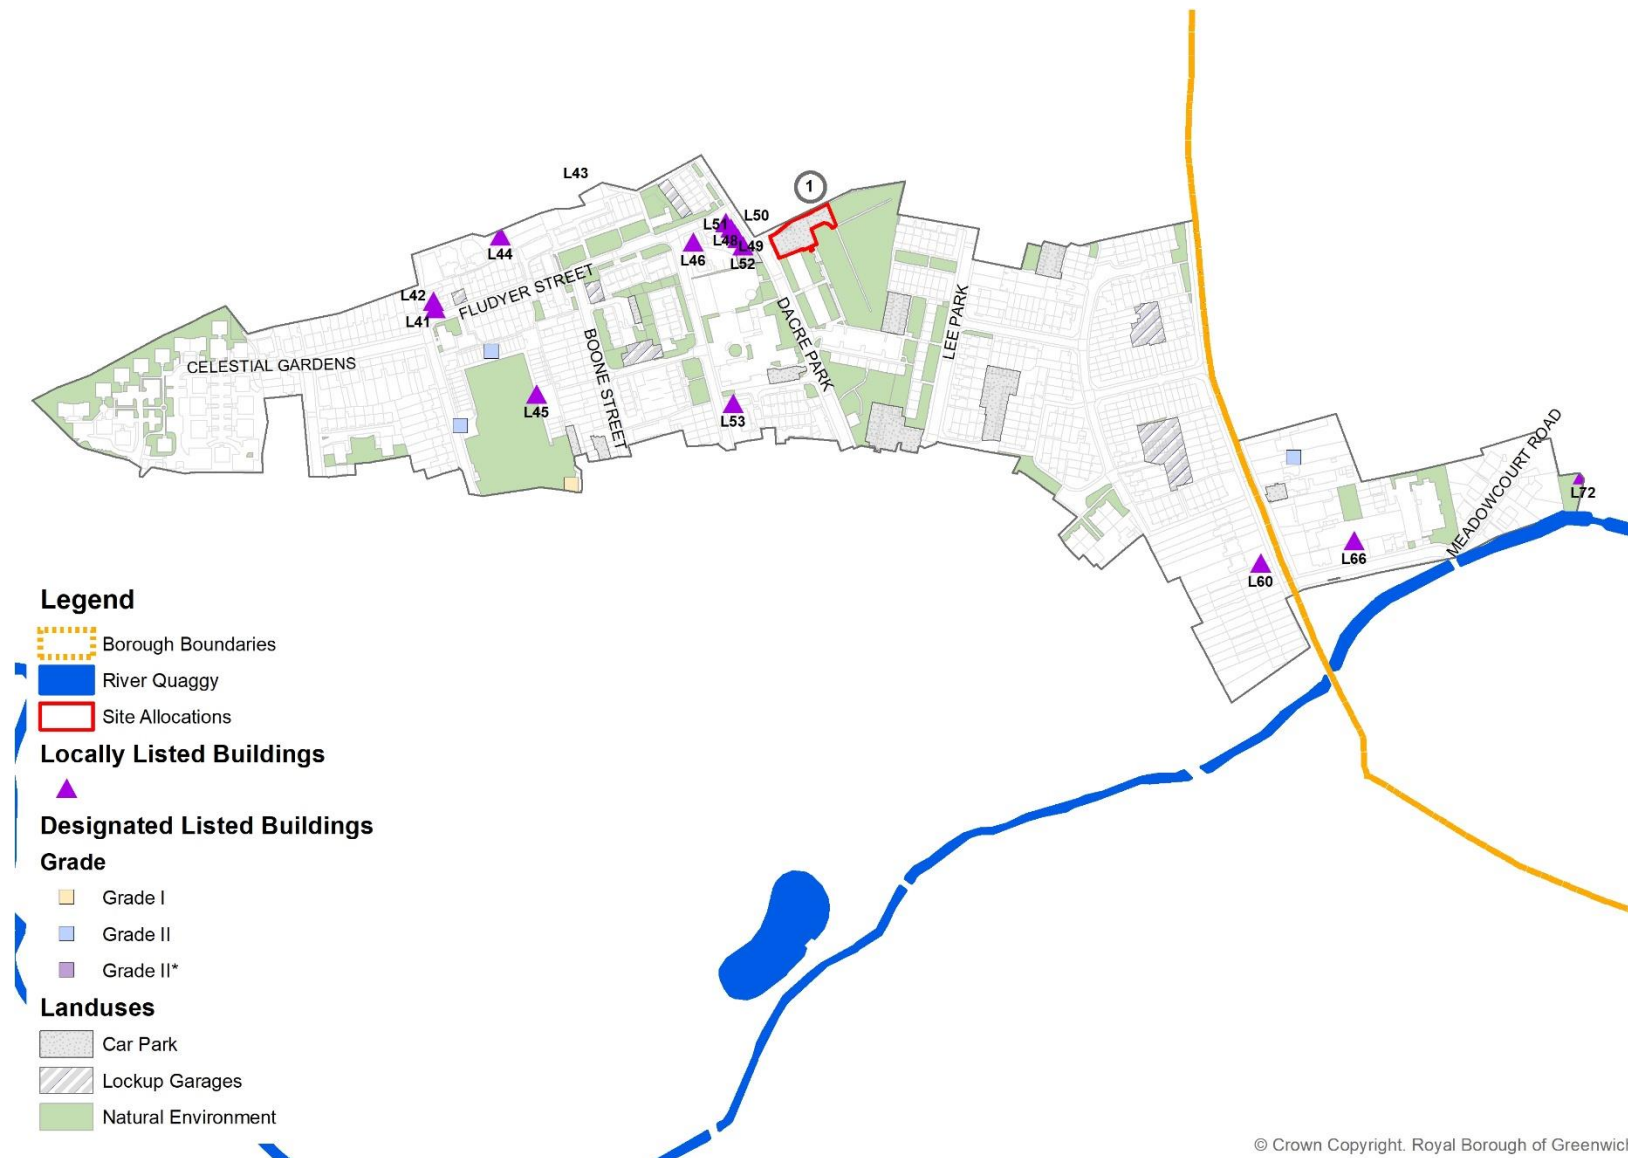 L43
1
L50
L51
L48
L49
L46
L52
L44
L42
L41
FLUDYER STREET
CELESTIAL GARDENS
BOONE STREET
DACRE PARK
LEE PARK
L45
L53
MEADOWCOURT ROAD
L72
L66
L60
Legend
Borough Boundaries
River Quaggy
Site Allocations
Locally Listed Buildings
Designated Listed Buildings
Grade
Grade I
Grade II
Grade II*
Landuses
Car Park
Lockup Garages
Natural Environment
© Crown Copyright. Royal Borough of Greenwich